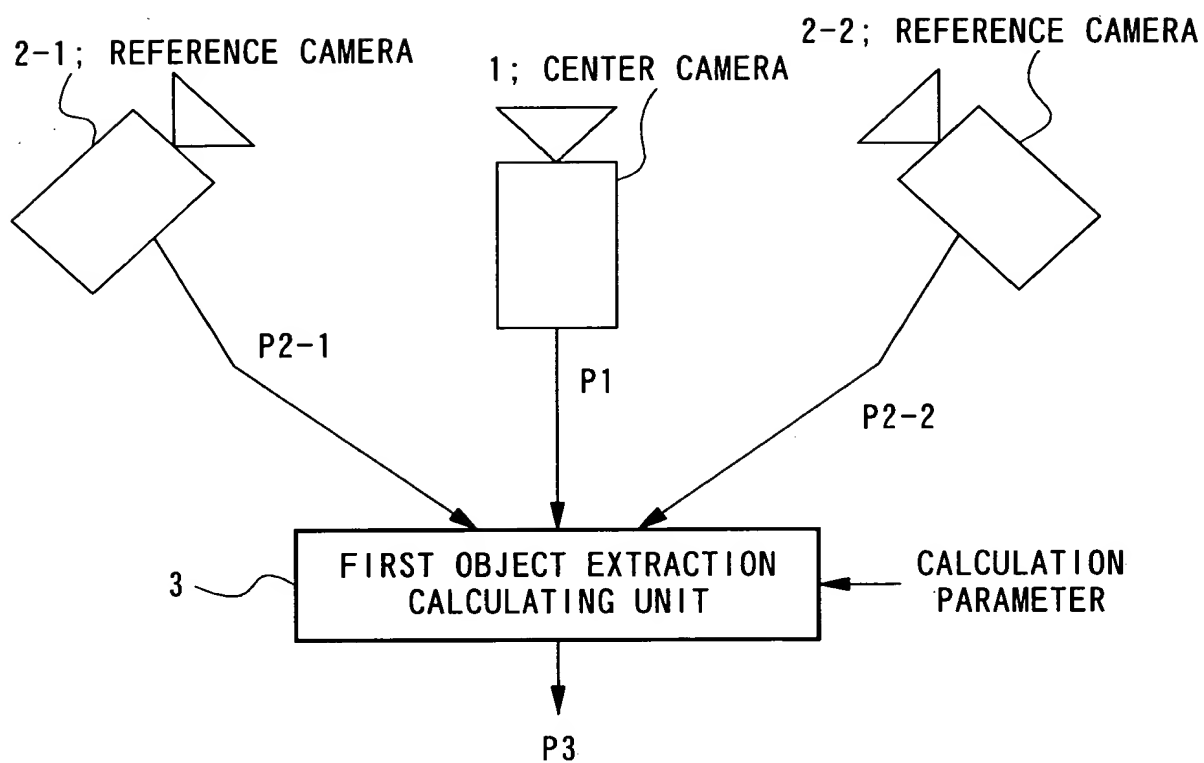 2-1; REFERENCE CAMERA
1; CENTER CAMERA
2-2; REFERENCE CAMERA
P2-1
P1
P2-2
3
FIRST OBJECT EXTRACTION
CALCULATING UNIT
CALCULATION
PARAMETER
P3